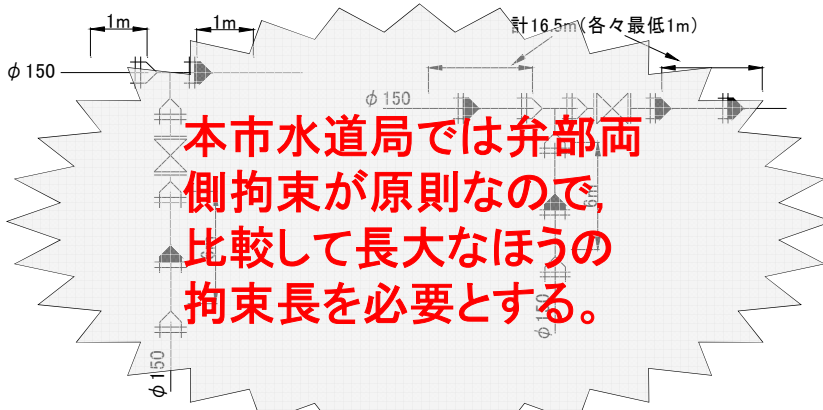 1m
1m
計16.5m(各々最低1m)
φ150
φ150
本市水道局では弁部両
側拘束が原則なので,
比較して長大なほうの
拘束長を必要とする。
6m
φ150
φ150